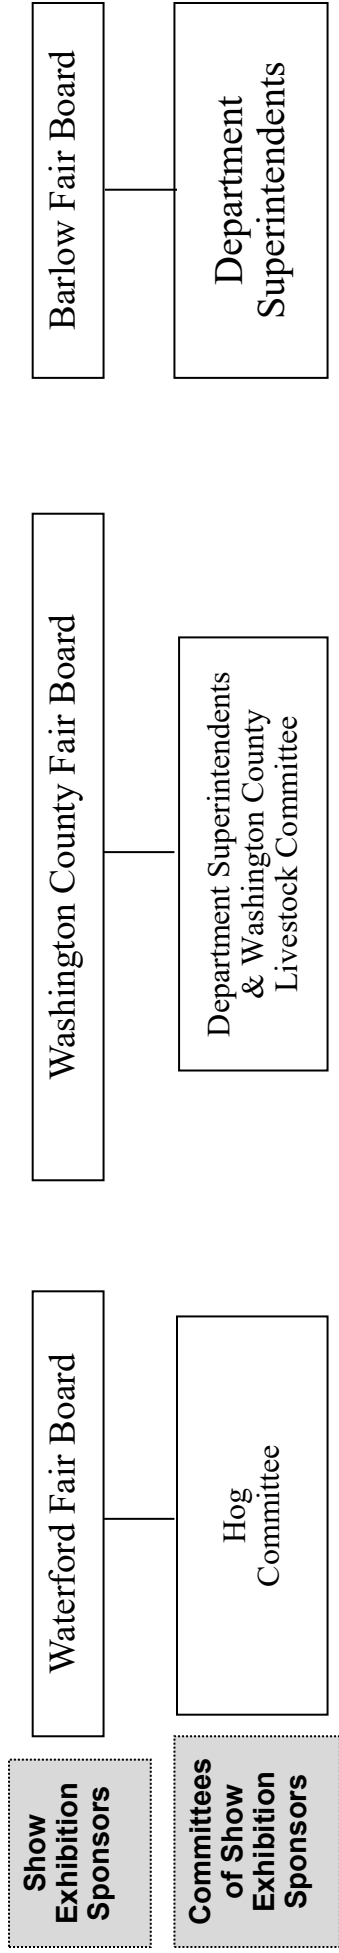 Show
Exhibition
Sponsors
Waterford Fair Board
Washington County Fair Board
Barlow Fair Board
Committees
of Show
Exhibition
Sponsors
Hog
Committee
Department Superintendents
& Washington County
Livestock Committee
Department
Superintendents